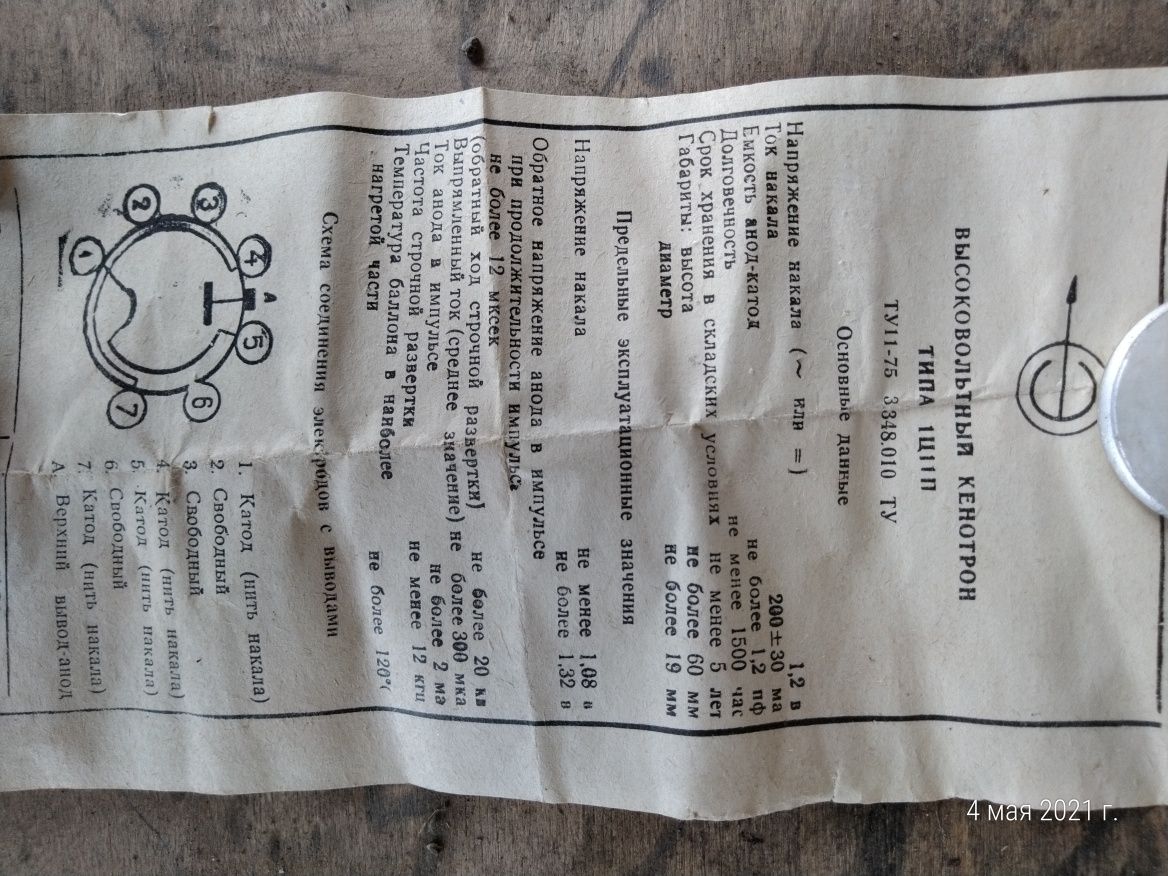 ВЫСОКОВОЛЬТНЫЙ КЕНОТРОН
ТИПА 1Ц11П
ТУ11-75 3.348.010 ТУ
Основные данные
Напряжение накала (~ или =) 1,2 в
Ток накала 200±30 ма
Емкость анод-катод не более 1,2 пф
Долговечность не менее 1500 час
Срок хранения в складских условиях не менее 5 лет
Габариты: высота не более 60 мм
диаметр не более 19 мм
Предельные эксплуатационные значения
Напряжение накала не менее 1,08 в
не более 1,32 в
Обратное напряжение анода в импульсе
при продолжительности импульса
не более 12 мксек
(обратный ход строчной развертки) не более 20 кв
Выпрямленный ток (среднее значение) не более 300 мка
Ток анода в импульсе не более 2 ма
Частота строчной развертки не менее 12 кгц
Температура баллона в наиболее
нагретой части не более 120°С
Схема соединения электродов с выводами
1
2
3
4
А
5
6
7
1. Катод (нить накала)
2. Свободный
3. Свободный
4. Катод (нить накала)
5. Катод (нить накала)
6. Свободный
7. Катод (нить накала)
А. Верхний вывод-анод
4 мая 2021 г.